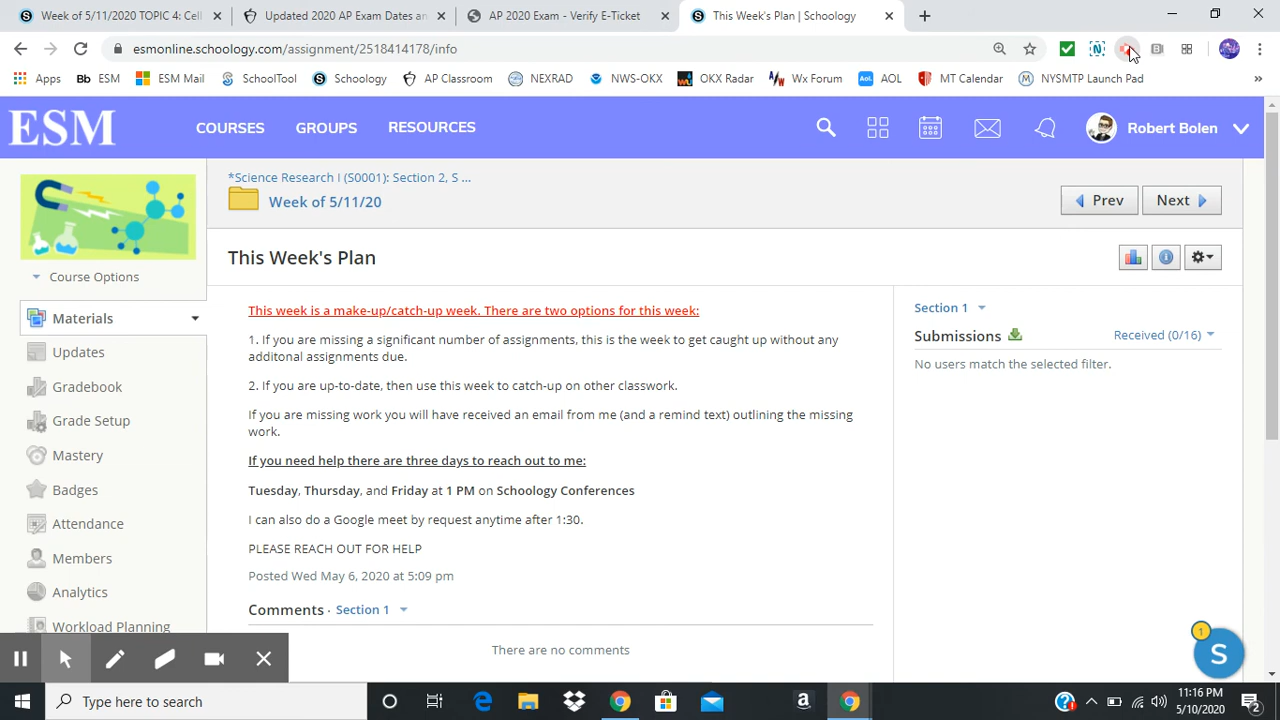 Week of 5/11/2020 TOPIC 4: Cell
Updated 2020 AP Exam Dates an
AP 2020 Exam - Verify E-Ticket
This Week's Plan | Schoology
esmonline.schoology.com/assignment/2518414178/info
Apps
Bb ESM
ESM Mail
SchoolTool
Schoology
AP Classroom
NEXRAD
NWS-OKX
OKX Radar
Wx Forum
Aol. AOL
MT Calendar
NYSMTP Launch Pad
»
ESM
COURSES
GROUPS
RESOURCES
Robert Bolen
*Science Research I (S0001): Section 2, S ...
Week of 5/11/20
Prev
Next
Course Options
Materials
Updates
Gradebook
Grade Setup
Mastery
Badges
Attendance
Members
Analytics
Workload Planning
This Week's Plan
This week is a make-up/catch-up week. There are two options for this week:
1. If you are missing a significant number of assignments, this is the week to get caught up without any
additonal assignments due.
2. If you are up-to-date, then use this week to catch-up on other classwork.
If you are missing work you will have received an email from me (and a remind text) outlining the missing
work.
If you need help there are three days to reach out to me:
Tuesday, Thursday, and Friday at 1 PM on Schoology Conferences
I can also do a Google meet by request anytime after 1:30.
PLEASE REACH OUT FOR HELP
Posted Wed May 6, 2020 at 5:09 pm
Comments · Section 1
There are no comments
Section 1
Submissions
Received (0/16)
No users match the selected filter.
1
S
Type here to search
11:16 PM
5/10/2020
2